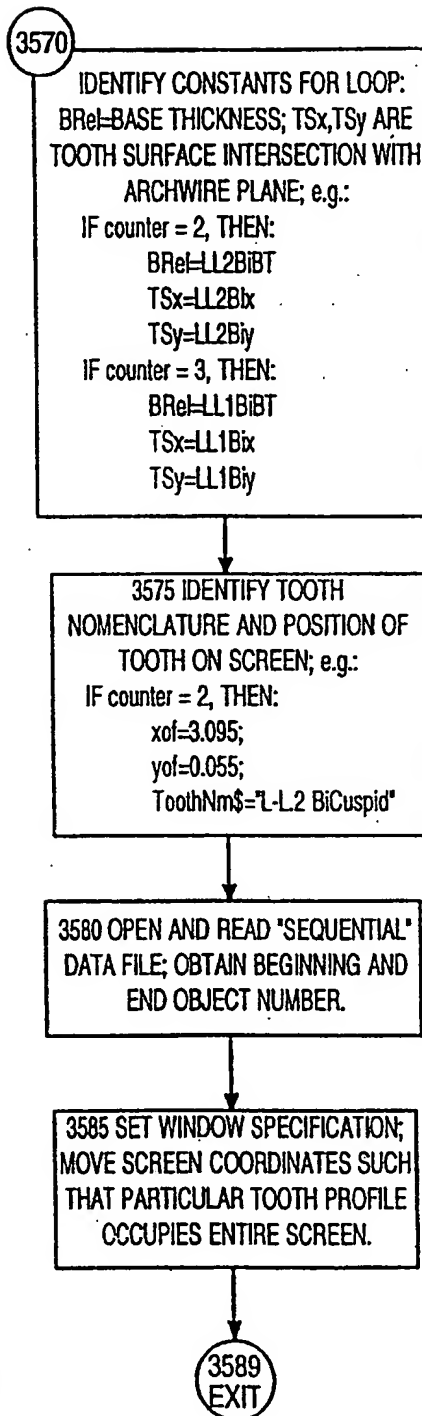 3570
IDENTIFY CONSTANTS FOR LOOP:
BRel=BASE THICKNESS; TSx,TSy ARE
TOOTH SURFACE INTERSECTION WITH
ARCHWIRE PLANE; e.g.:
IF counter = 2, THEN:
BRel=LL2BiBT
TSx=LL2BIx
TSy=LL2Biy
IF counter = 3, THEN:
BRel=LL1BiBT
TSx=LL1Bix
TSy=LL1Biy
3575 IDENTIFY TOOTH
NOMENCLATURE AND POSITION OF
TOOTH ON SCREEN; e.g.:
IF counter = 2, THEN:
xof=3.095;
yof=0.055;
ToothNm$="L-L.2 BiCuspid"
3580 OPEN AND READ "SEQUENTIAL"
DATA FILE; OBTAIN BEGINNING AND
END OBJECT NUMBER.
3585 SET WINDOW SPECIFICATION;
MOVE SCREEN COORDINATES SUCH
THAT PARTICULAR TOOTH PROFILE
OCCUPIES ENTIRE SCREEN.
3589
EXIT